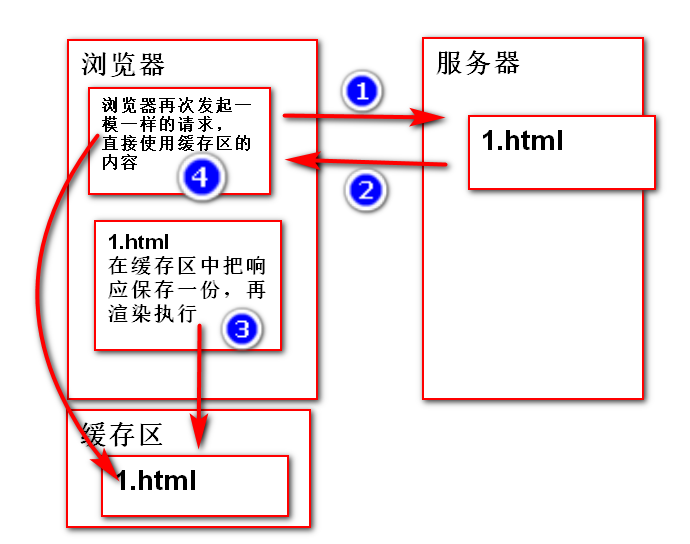 浏览器
浏览器再次发起一
模一样的请求，
直接使用缓存区的
内容
4
1.html
在缓存区中把响
应保存一份，再
渲染执行
3
缓存区
1.html
1
2
服务器
1.html